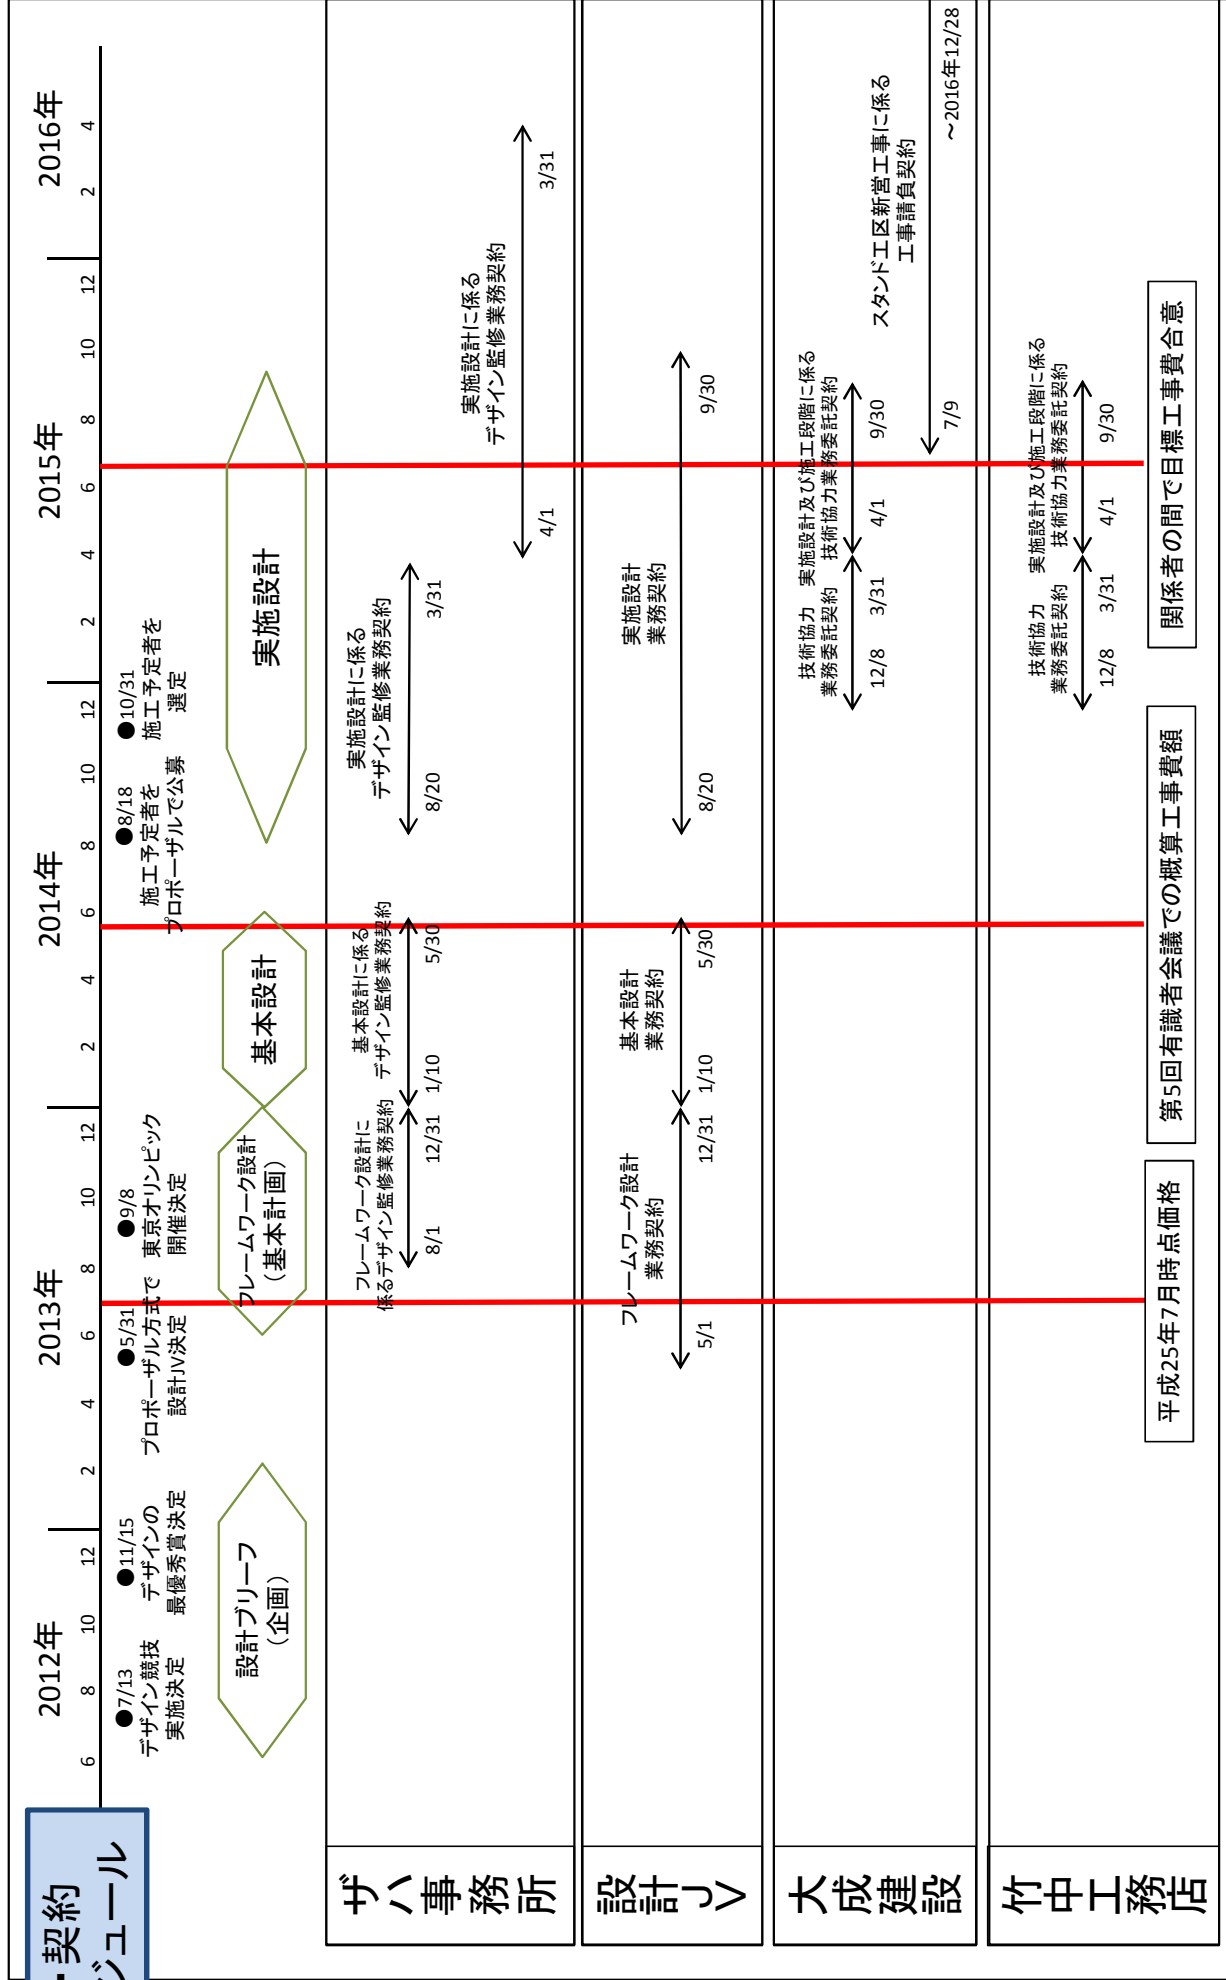 ・契約
ジュール
2012年
2013年
2014年
2015年
2016年
6
8
10
12
2
4
6
8
10
12
2
4
6
8
10
12
2
4
6
8
10
12
2
4
●7/13
デザイン競技
実施決定
●11/15
デザインの
最優秀賞決定
●5/31
プロポーザル方式で
設計JV決定
●9/8
東京オリンピック
開催決定
●8/18
施工予定者を
プロポーザルで公募
●10/31
施工予定者を
選定
設計ブリーフ
（企画）
フレームワーク設計
（基本計画）
基本設計
実施設計
ザハ事務所
フレームワーク設計に
係るデザイン監修業務契約
8/1
12/31
基本設計に係る
デザイン監修業務契約
1/10
5/30
実施設計に係る
デザイン監修業務契約
8/20
3/31
実施設計に係る
デザイン監修業務契約
4/1
3/31
設計JV
フレームワーク設計
業務契約
5/1
12/31
基本設計
業務契約
1/10
5/30
実施設計
業務契約
8/20
9/30
大成建設
技術協力
業務委託契約
12/8
3/31
実施設計及び施工段階に係る
技術協力業務委託契約
4/1
9/30
スタンド工区新営工事に係る
工事請負契約
7/9
～2016年12/28
竹中工務店
技術協力
業務委託契約
12/8
3/31
実施設計及び施工段階に係る
技術協力業務委託契約
4/1
9/30
平成25年7月時点価格
第5回有識者会議での概算工事費額
関係者の間で目標工事費合意